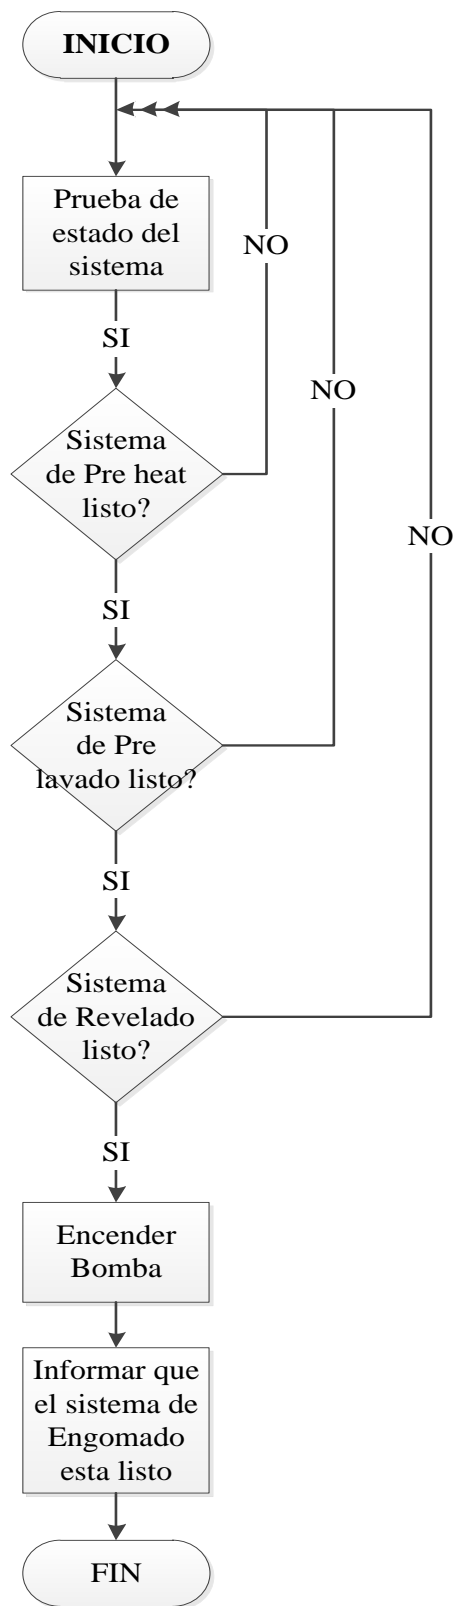 INICIO
Prueba de
estado del
sistema
NO
SI
NO
Sistema
de Pre heat
listo?
NO
SI
Sistema
de Pre
lavado listo?
SI
Sistema
de Revelado
listo?
SI
Encender
Bomba
Informar que
el sistema de
Engomado
esta listo
FIN